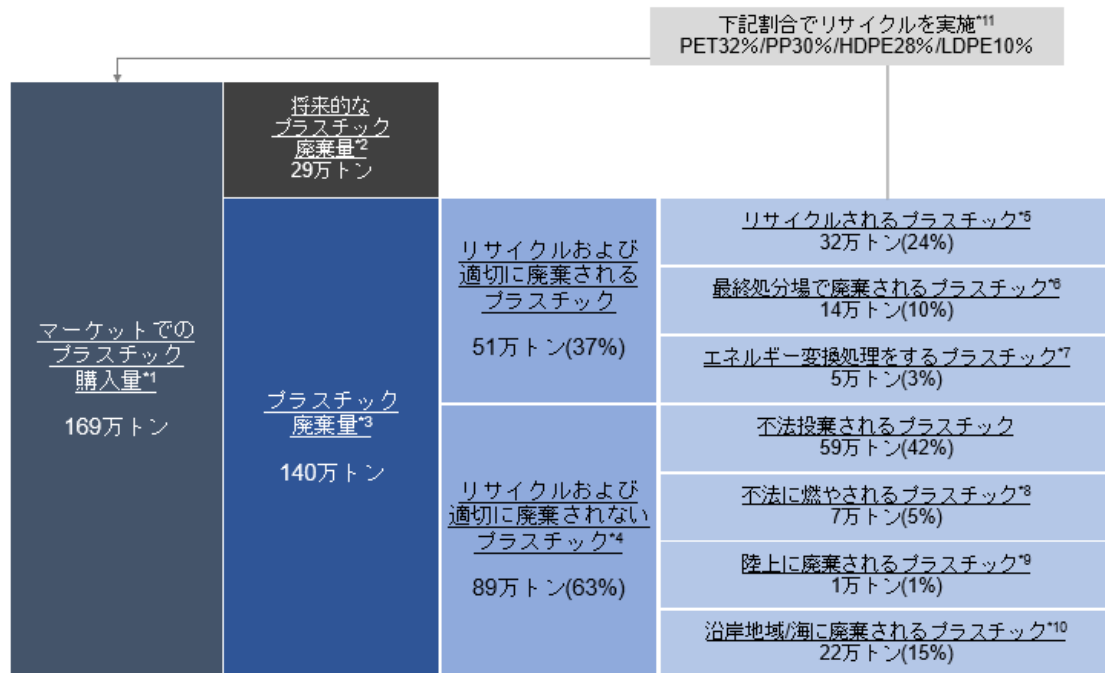 下記割合でリサイクルを実施*11
PET32%/PP30%/HDPE28%/LDPE10%
マーケットでの
プラスチック
購入量*1
169万トン
将来的な
プラスチック
廃棄量*2
29万トン
プラスチック
廃棄量*3
140万トン
リサイクルおよび
適切に廃棄される
プラスチック
51万トン(37%)
リサイクルおよび
適切に廃棄されない
プラスチック*4
89万トン(63%)
リサイクルされるプラスチック*5
32万トン(24%)
最終処分場で廃棄されるプラスチック*6
14万トン(10%)
エネルギー変換処理をするプラスチック*7
5万トン(3%)
不法投棄されるプラスチック
59万トン(42%)
不法に燃やされるプラスチック*8
7万トン(5%)
陸上に廃棄されるプラスチック*9
1万トン(1%)
沿岸地域/海に廃棄されるプラスチック*10
22万トン(15%)